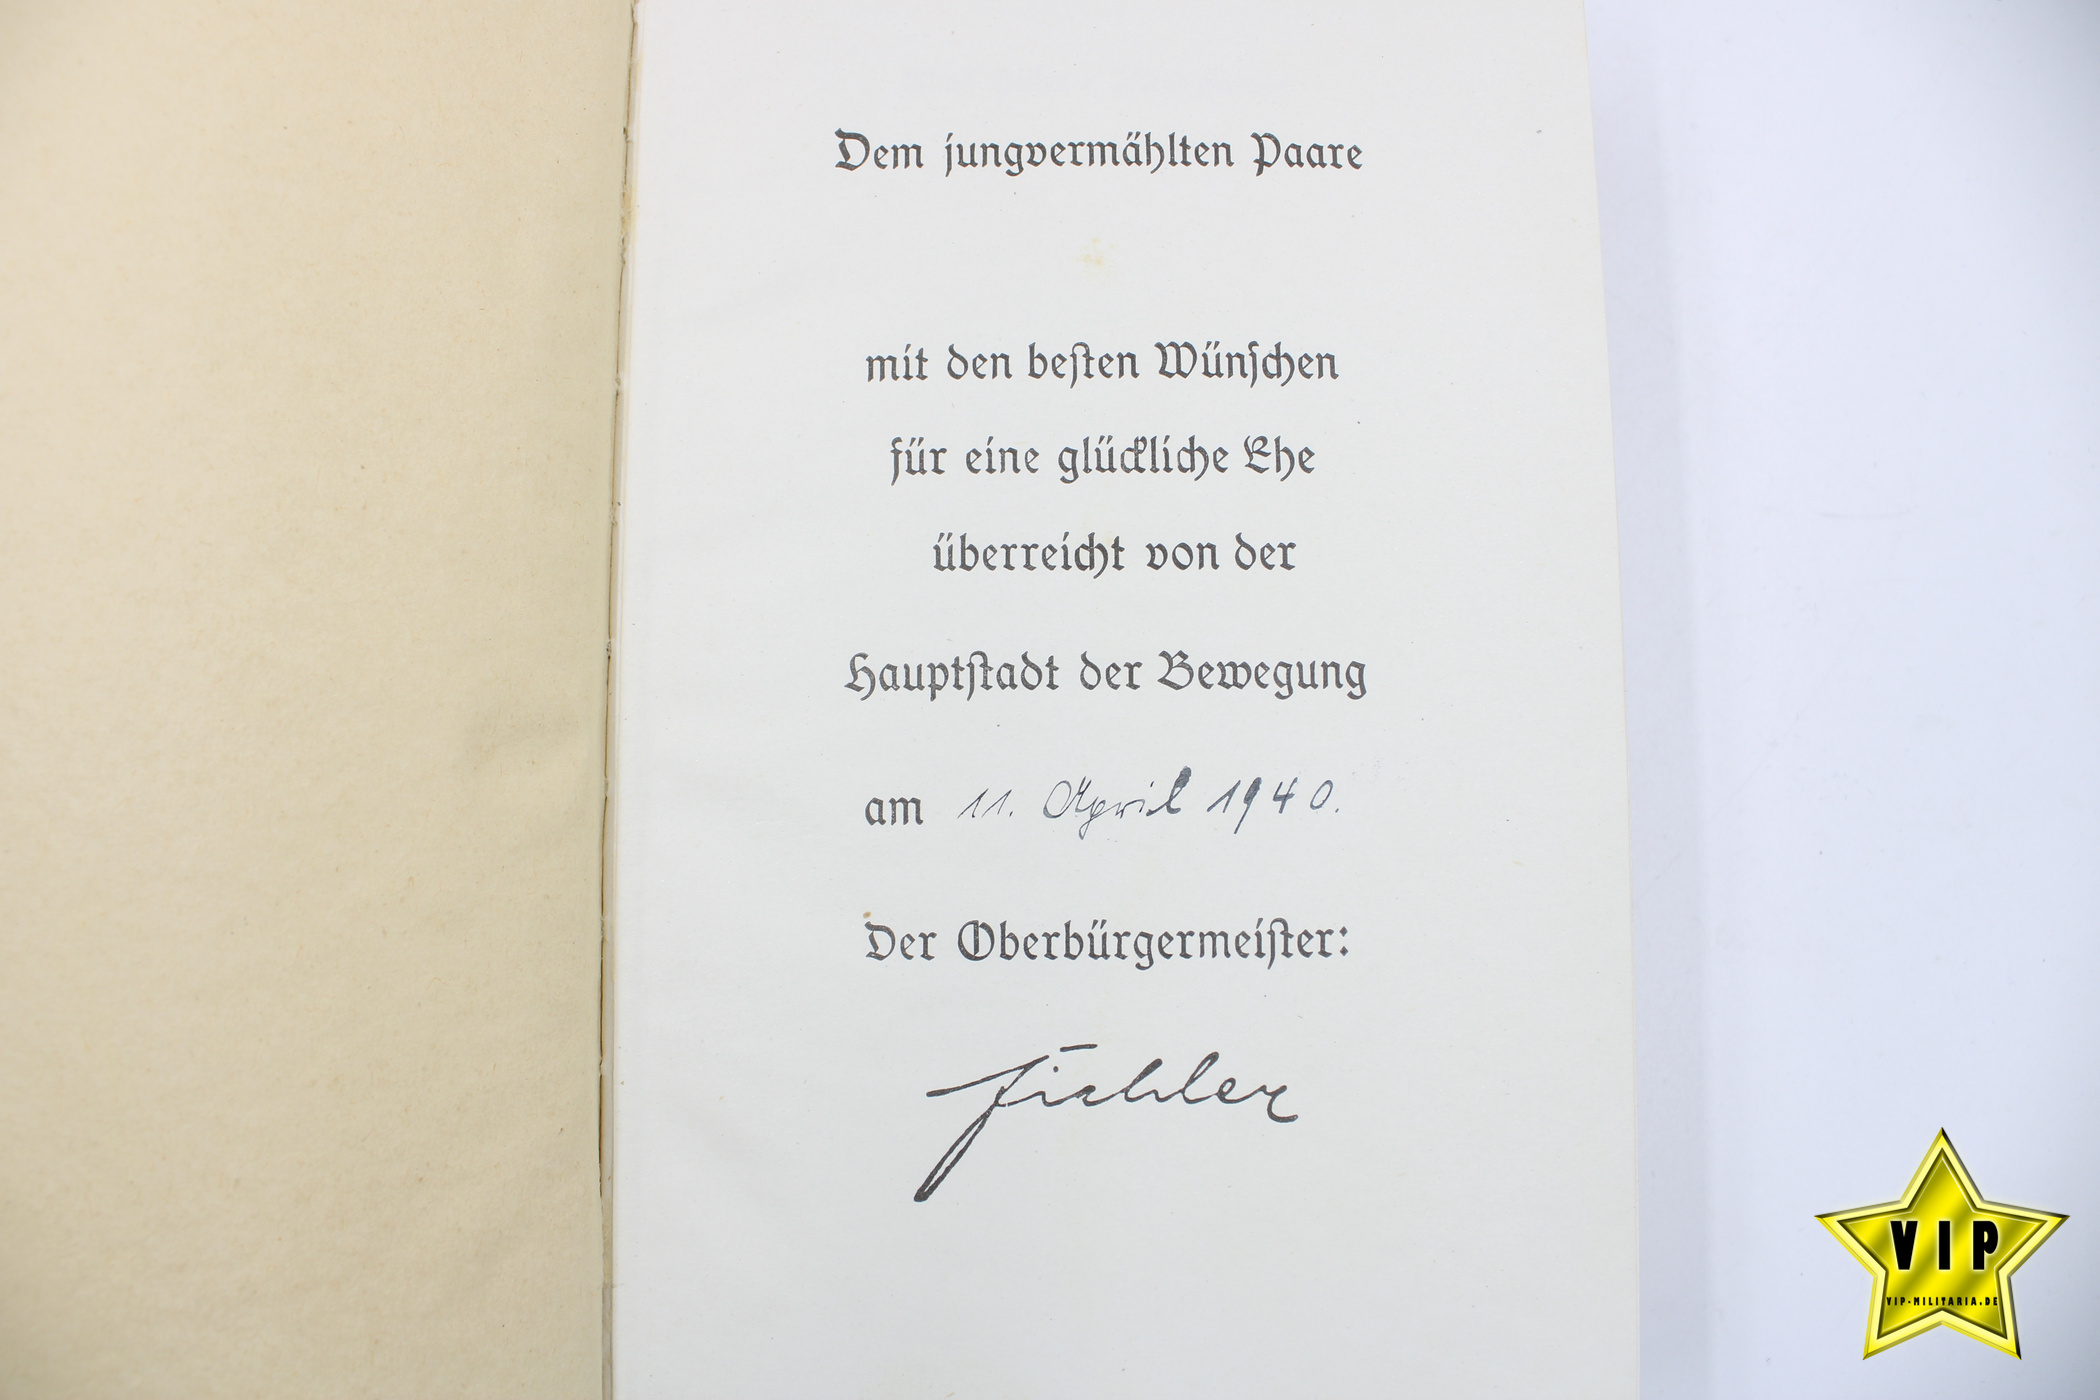 Dem jungvermählten Paare
mit den besten Wünschen
für eine glückliche Ehe
überreicht von der
Hauptstadt der Bewegung
am 11. April 1940.
Der Oberbürgermeister:
Fiehler
VIP
VIP-MILITARIA.DE